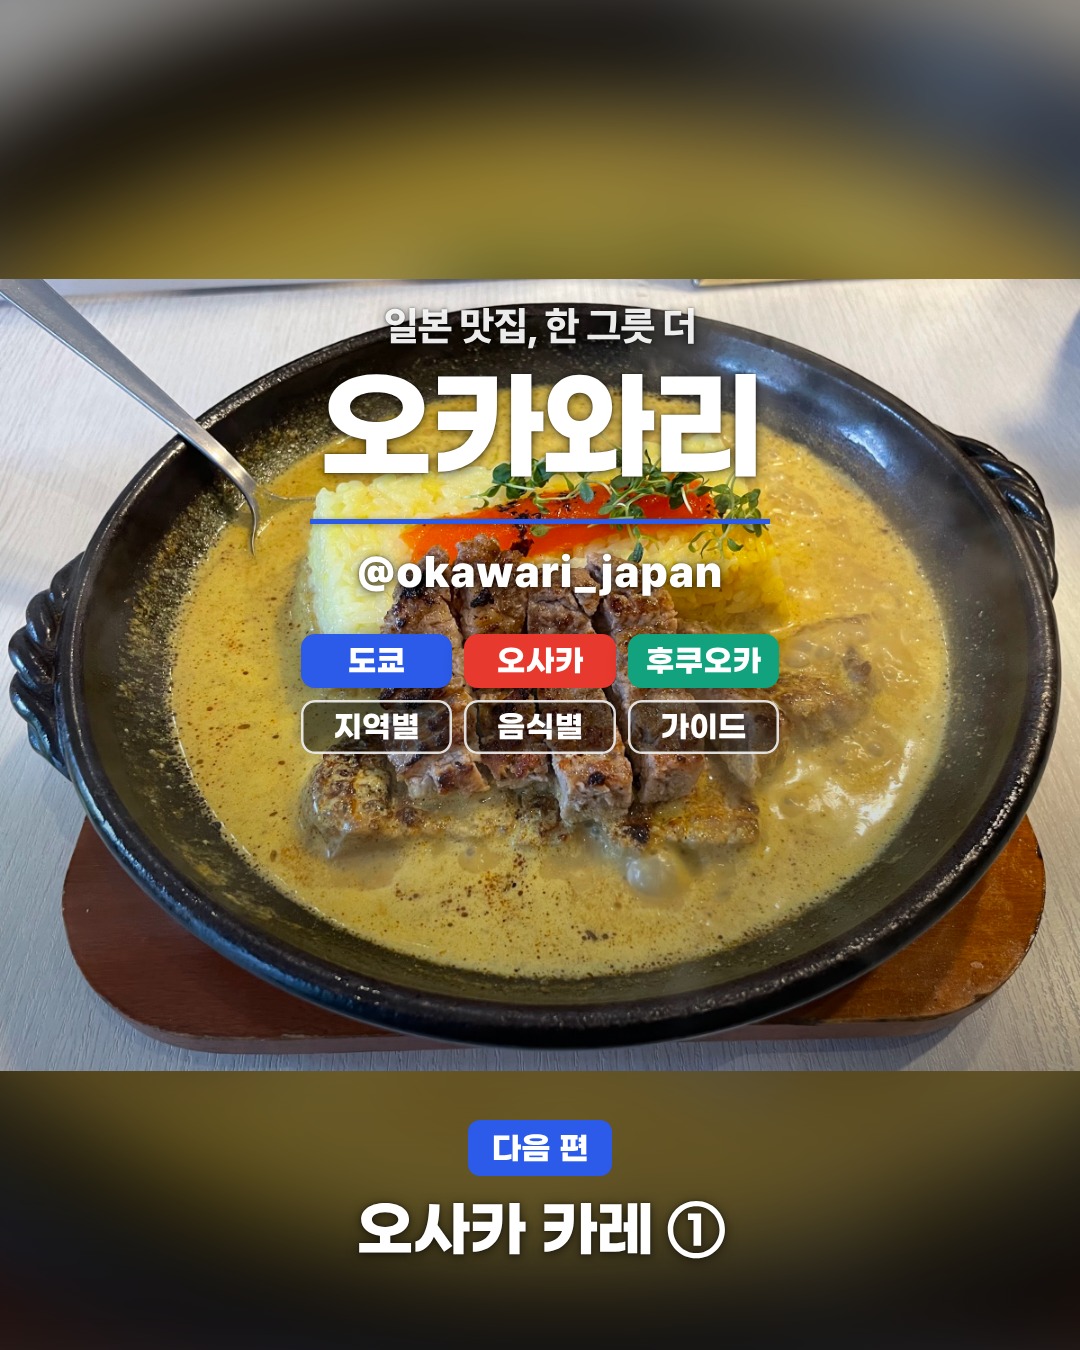 일본 맛집, 한 그릇 더
오카와리
@okawari_japan
도쿄 오사카 후쿠오카
지역별 음식별 가이드
다음 편
오사카 카레 ①